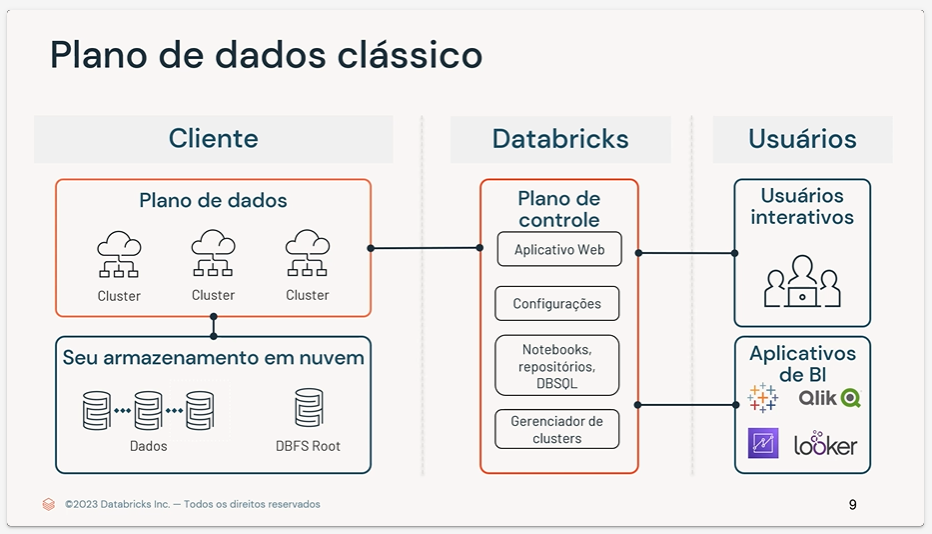 Plano de dados clássico
Cliente
Databricks
Usuários
Plano de dados
Cluster
Cluster
Cluster
Seu armazenamento em nuvem
Dados
DBFS Root
Plano de
controle
Aplicativo Web
Configurações
Notebooks,
repositórios,
DBSQL
Gerenciador de
clusters
Usuários
interativos
Aplicativos
de BI
Qlik
looker
©2023 Databricks Inc. — Todos os direitos reservados
9